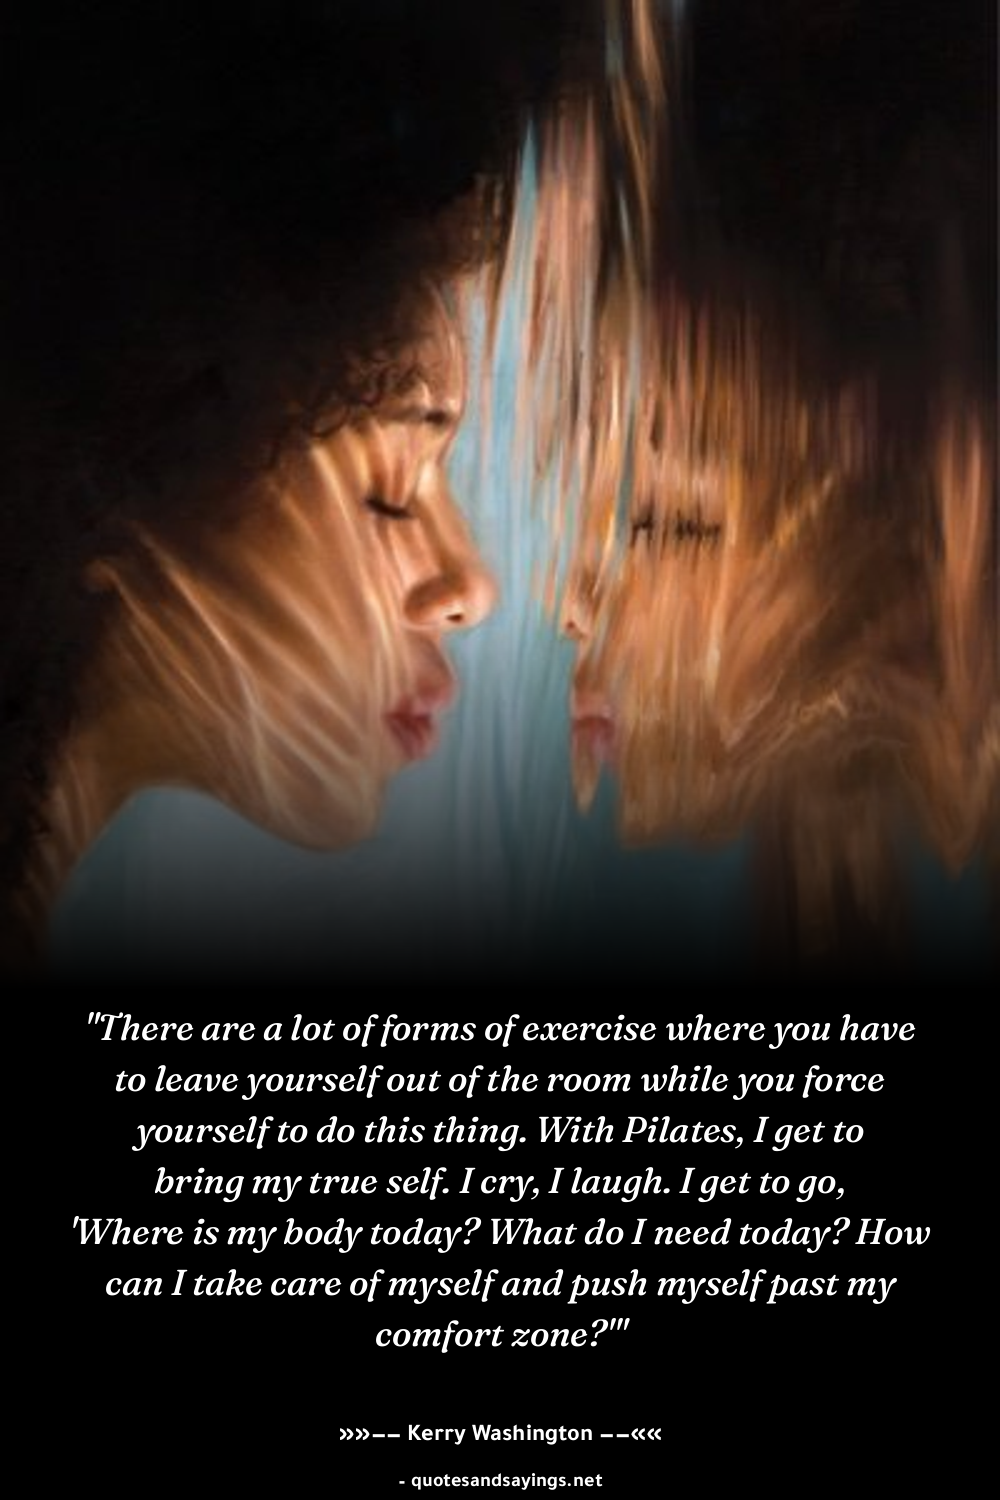 "There are a lot of forms of exercise where you have
to leave yourself out of the room while you force
yourself to do this thing. With Pilates, I get to
bring my true self. I cry, I laugh. I get to go,
'Where is my body today? What do I need today? How
can I take care of myself and push myself past my
comfort zone?'"
»»−− Kerry Washington −−««
- quotesandsayings.net